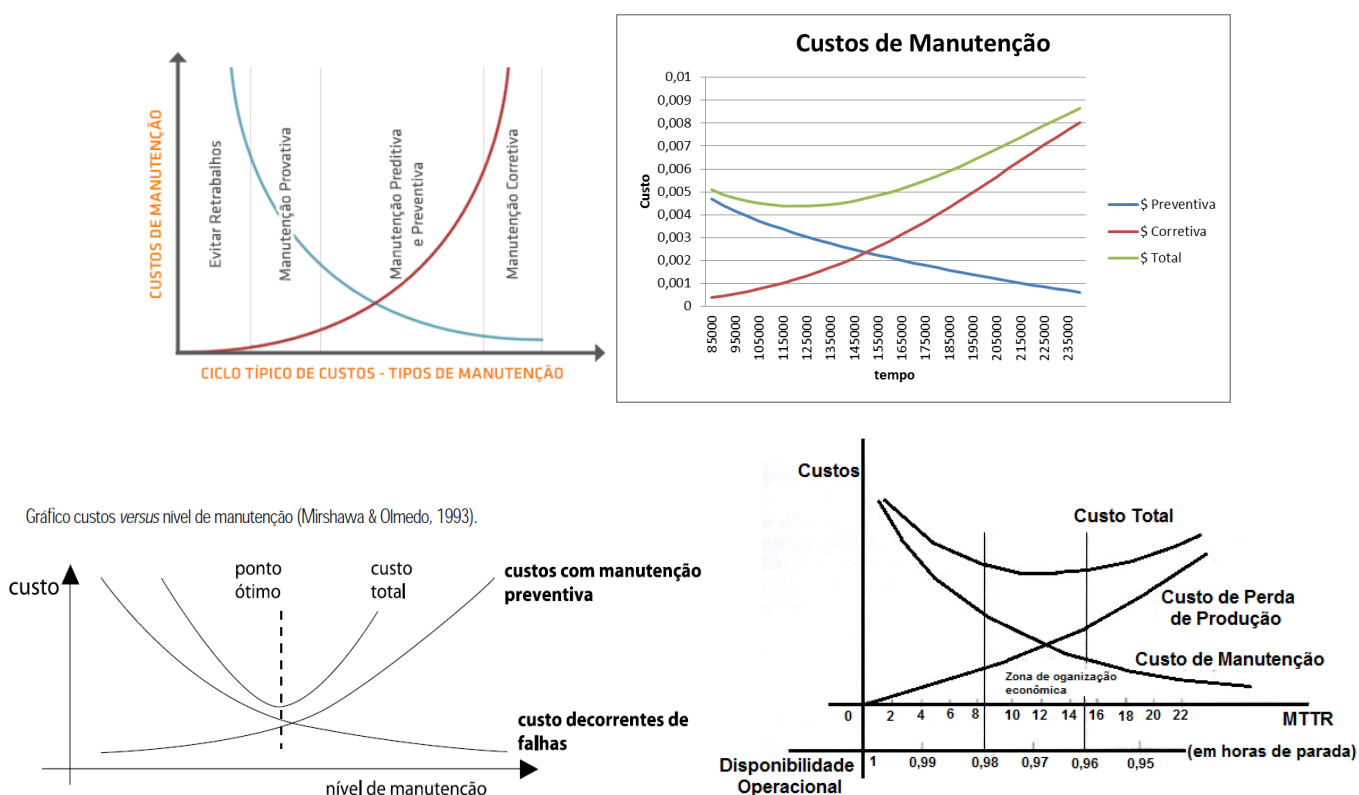 CUSTOS DE MANUTENÇÃO
Evitar Retrabalhos
Manutenção Provativa
Manutenção Preditiva
e Preventiva
Manutenção Corretiva
CICLO TÍPICO DE CUSTOS - TIPOS DE MANUTENÇÃO
Custos de Manutenção
0,01
0,009
0,008
0,007
0,006
0,005
0,004
0,003
0,002
0,001
0
Custo
85000
95000
105000
115000
125000
135000
145000
155000
165000
175000
185000
195000
205000
215000
225000
235000
tempo
$ Preventiva
$ Corretiva
$ Total
Gráfico custos versus nível de manutenção (Mirshawa & Olmedo, 1993).
custo
ponto
ótimo
custo
total
custos com manutenção
preventiva
custo decorrentes de
falhas
nível de manutenção
Custos
Custo Total
Custo de Perda
de Produção
Custo de Manutenção
Zona de oganização
econômica
0 2 4 6 8 10 12 14 16 18 20 22
MTTR
(em horas de parada)
Disponibilidade
Operacional
1 0,99 0,98 0,97 0,96 0,95